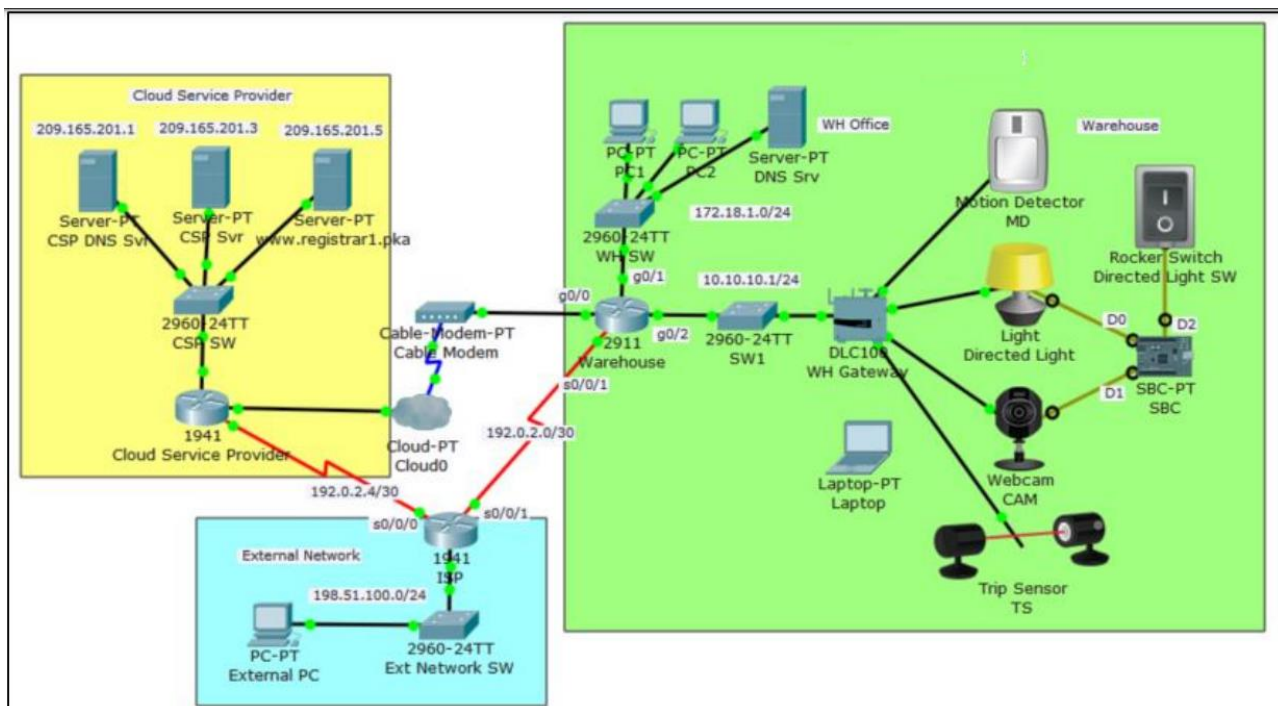 Cloud Service Provider
209.165.201.1
209.165.201.3
209.165.201.5
Server-PT
CSP DNS Svr
Server-PT
CSP Svr
Server-PT
www.registrar1.pka
2960-24TT
CSP SW
1941
Cloud Service Provider
Cable-Modem-PT
Cable Modem
Cloud-PT
Cloud0
192.0.2.4/30
192.0.2.0/30
s0/0/0
s0/0/1
1941
ISP
External Network
198.51.100.0/24
PC-PT
External PC
2960-24TT
Ext Network SW
PC-PT
PC1
PC-PT
PC2
Server-PT
DNS Srv
WH Office
2960-24TT
WH SW
172.18.1.0/24
g0/1
g0/0
g0/2
2911
Warehouse
s0/0/1
10.10.10.1/24
2960-24TT
SW1
DLC100
WH Gateway
Laptop-PT
Laptop
Warehouse
Motion Detector
MD
Rocker Switch
Directed Light SW
Light
Directed Light
D0
D2
D1
SBC-PT
SBC
Webcam
CAM
Trip Sensor
TS